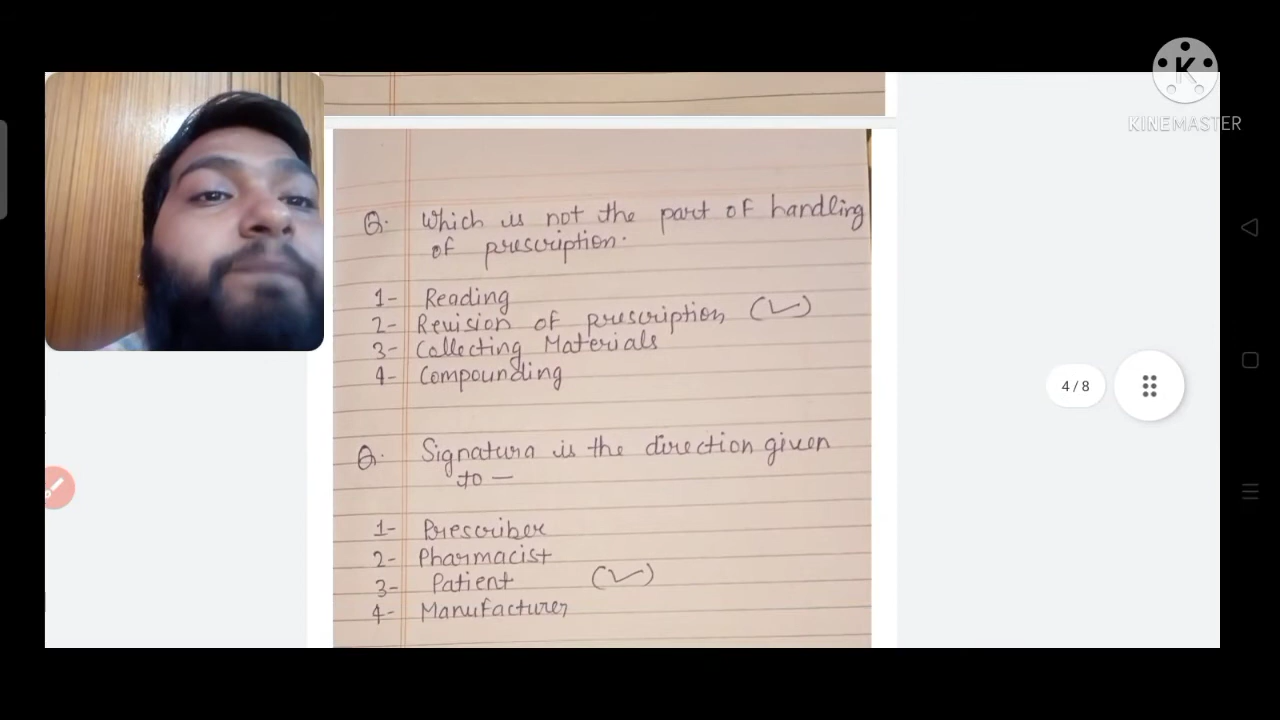 KINEMASTER
Q. Which is not the part of handling
of prescription.
1- Reading
2- Revision of prescription (✓)
3- Collecting Materials
4- Compounding
4 / 8
Q. Signatura is the direction given
to —
1- Prescriber
2- Pharmacist
3- Patient (✓)
4- Manufacturer